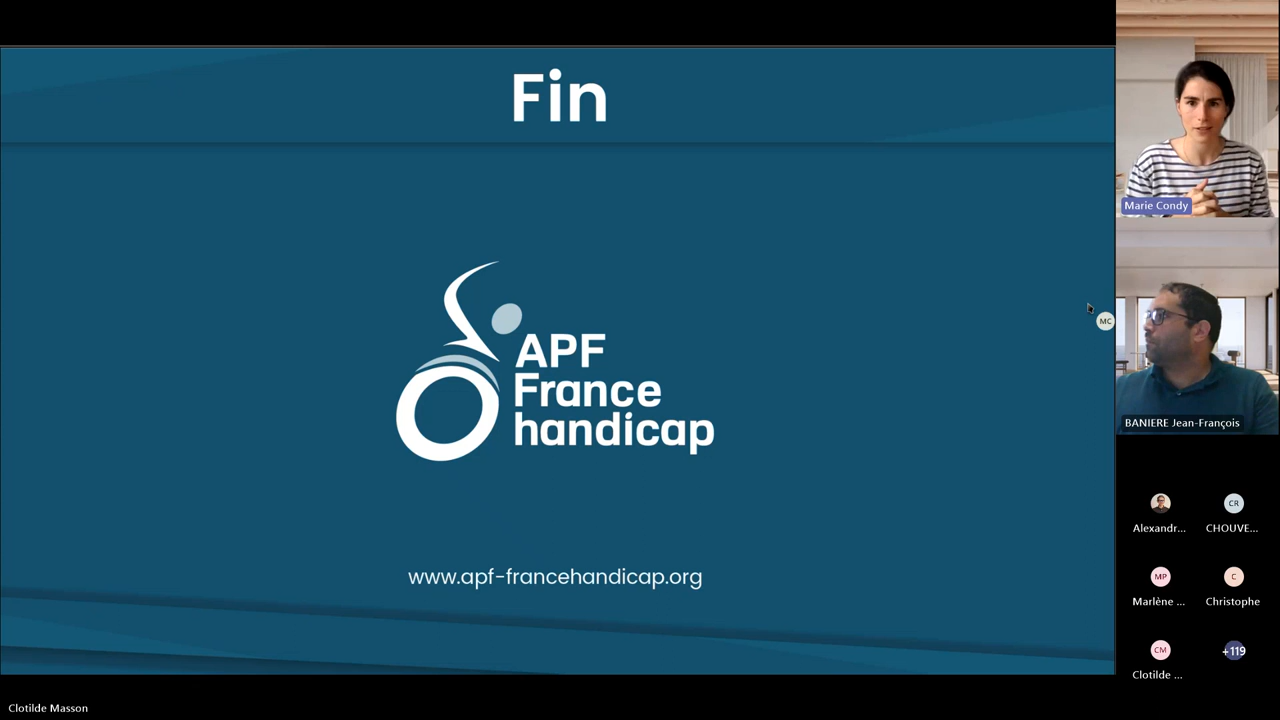 Fin
APF
France
handicap
www.apf-francehandicap.org
Marie Condy
MC
BANIERE Jean-François
Alexandr...
CR
CHOUVE...
MP
Marlène ...
C
Christophe
CM
Clotilde ...
+119
Clotilde Masson